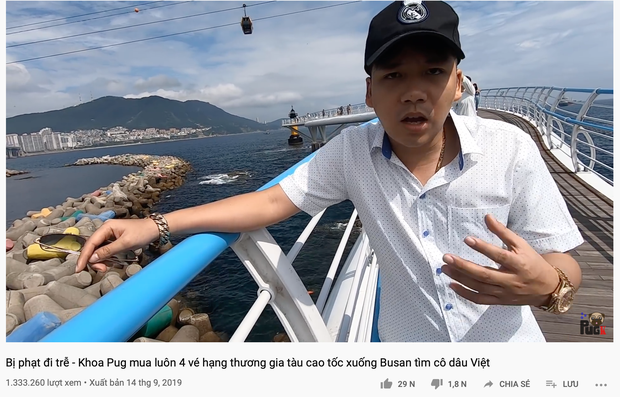 PUG
Bị phạt đi trễ - Khoa Pug mua luôn 4 vé hạng thương gia tàu cao tốc xuống Busan tìm cô dâu Việt
1.333.260 lượt xem • Xuất bản 14 thg 9, 2019
29 N
1,8 N
CHIA SẺ
LƯU